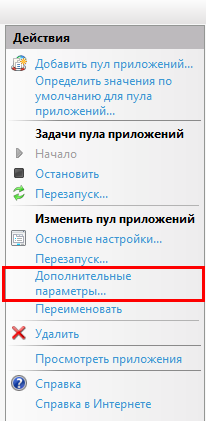 Действия
Добавить пул приложений...
Определить значения по
умолчанию для пула
приложений...
Задачи пула приложений
Начало
Остановить
Перезапуск...
Изменить пул приложений
Основные настройки...
Перезапуск...
Дополнительные
параметры...
Переименовать
Удалить
Просмотреть приложения
Справка
Справка в Интернете